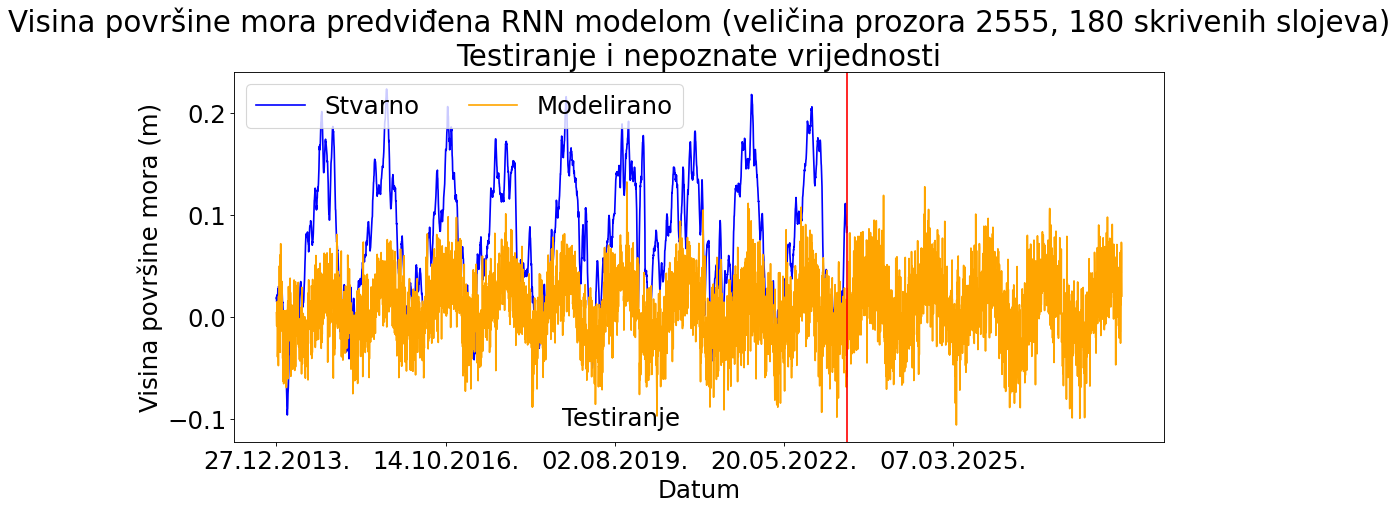 Visina površine mora predviđena RNN modelom (veličina prozora 2555, 180 skrivenih slojeva)
Testiranje i nepoznate vrijednosti
Stvarno
Modelirano
Visina površine mora (m)
0.2
0.1
0.0
−0.1
Testiranje
27.12.2013.
14.10.2016.
02.08.2019.
20.05.2022.
07.03.2025.
Datum